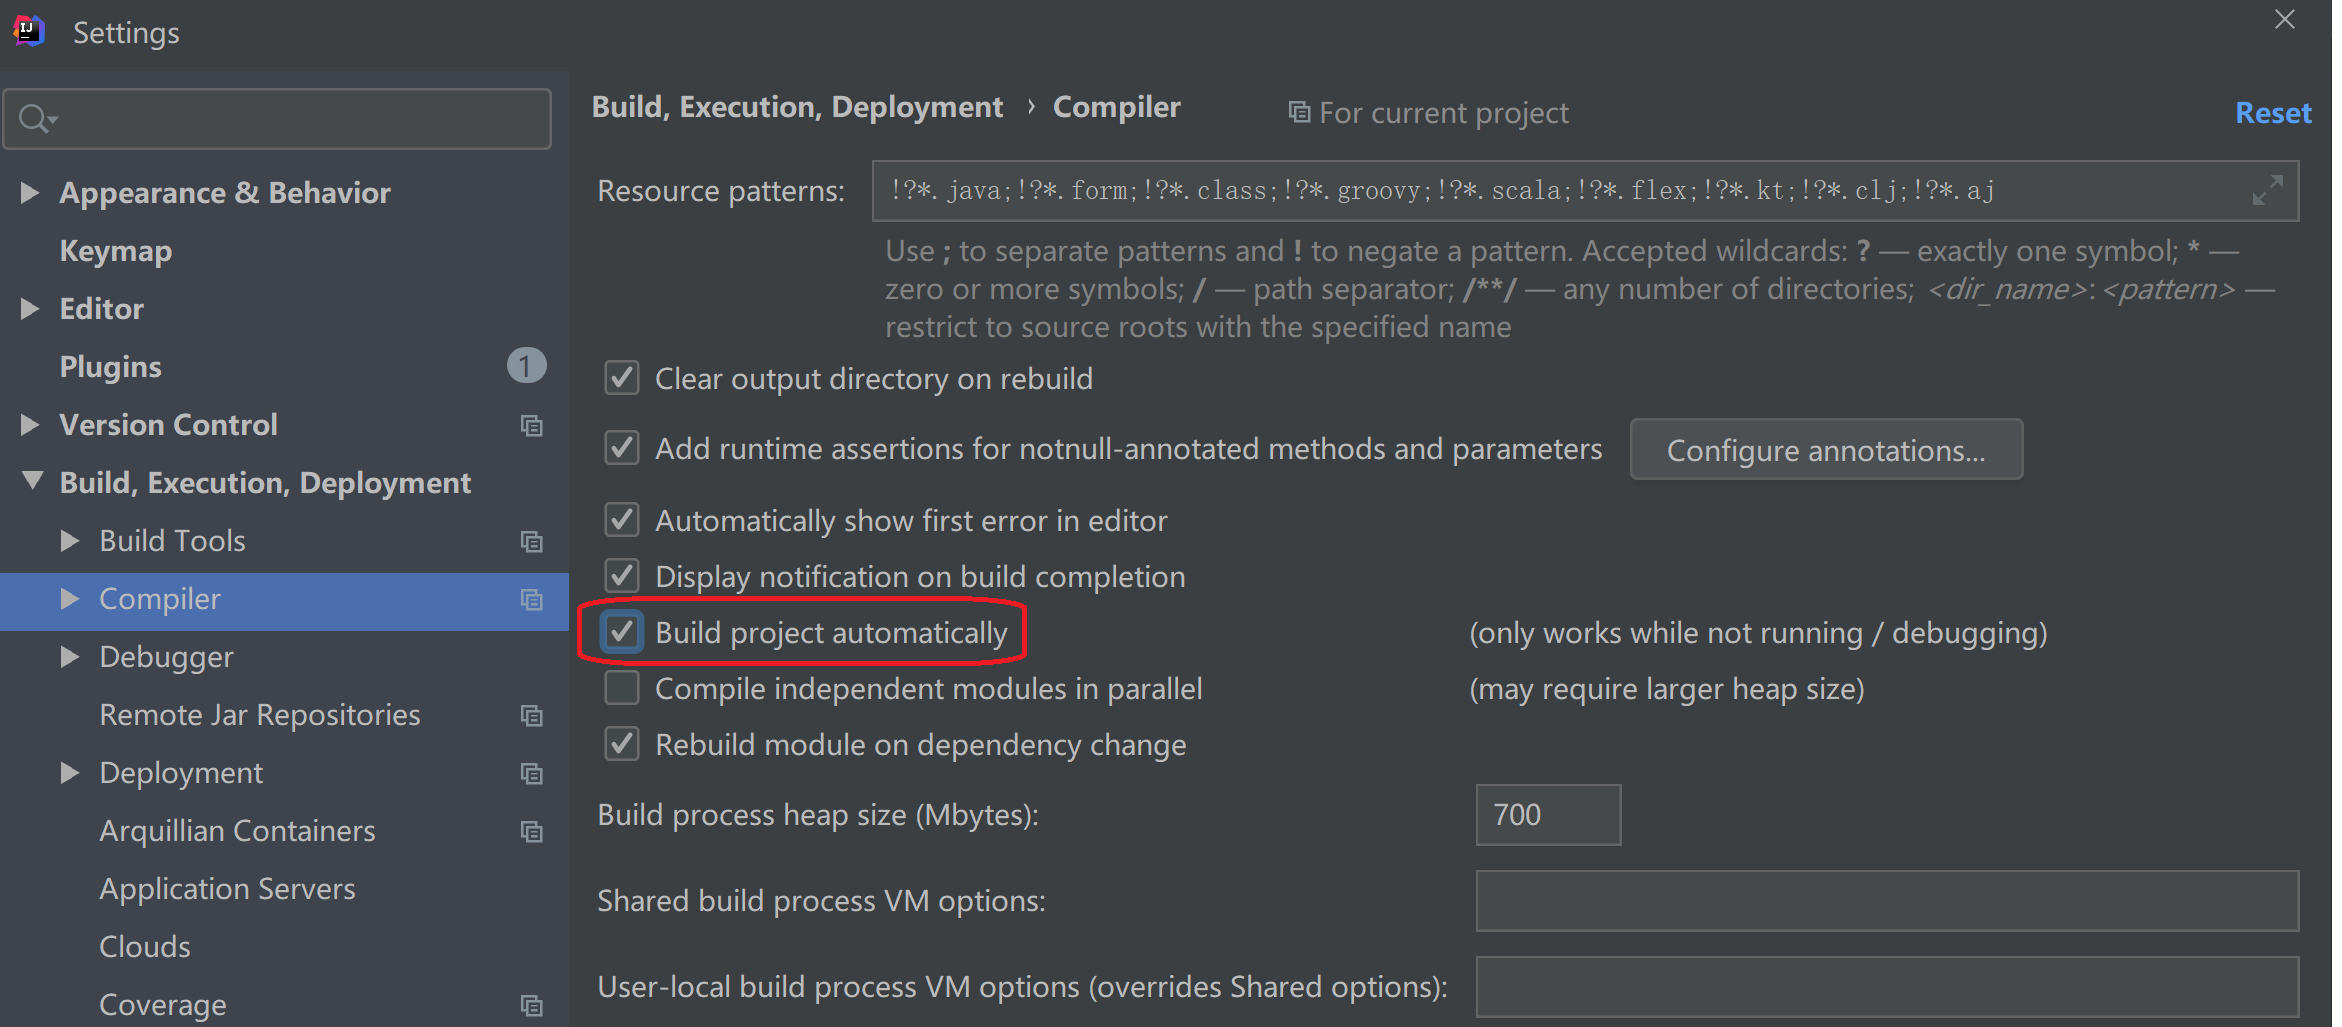 IJ
Settings
Appearance & Behavior
Keymap
Editor
Plugins 1
Version Control
Build, Execution, Deployment
Build Tools
Compiler
Debugger
Remote Jar Repositories
Deployment
Arquillian Containers
Application Servers
Clouds
Coverage
Build, Execution, Deployment › Compiler For current project Reset
Resource patterns: !?*.java;!?*.form;!?*.class;!?*.groovy;!?*.scala;!?*.flex;!?*.kt;!?*.clj;!?*.aj
Use ; to separate patterns and ! to negate a pattern. Accepted wildcards: ? — exactly one symbol; * —
zero or more symbols; / — path separator; /**/ — any number of directories; <dir_name>:<pattern> —
restrict to source roots with the specified name
Clear output directory on rebuild
Add runtime assertions for notnull-annotated methods and parameters Configure annotations...
Automatically show first error in editor
Display notification on build completion
Build project automatically (only works while not running / debugging)
Compile independent modules in parallel (may require larger heap size)
Rebuild module on dependency change
Build process heap size (Mbytes): 700
Shared build process VM options:
User-local build process VM options (overrides Shared options):